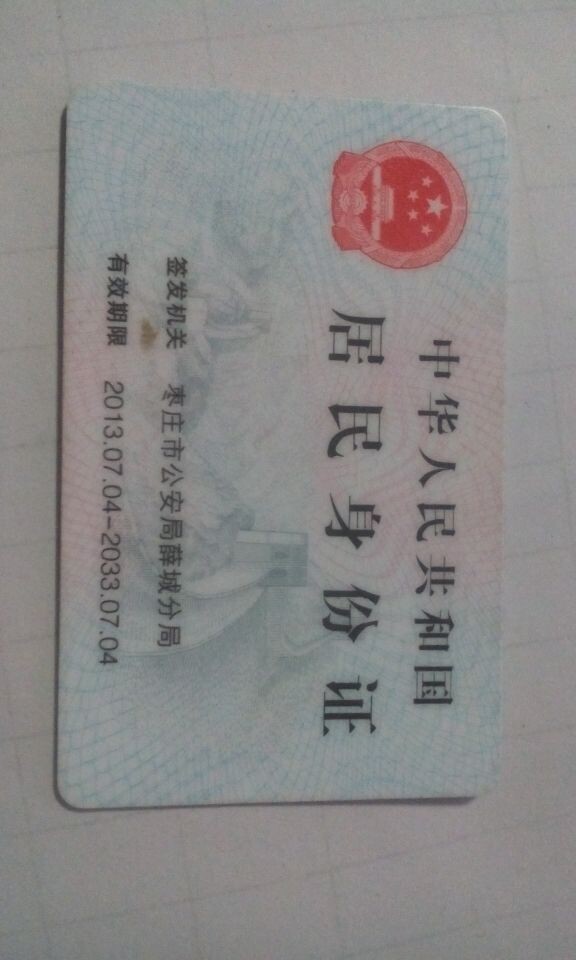 中华人民共和国
居民身份证
签发机关 枣庄市公安局薛城分局
有效期限 2013.07.04-2033.07.04